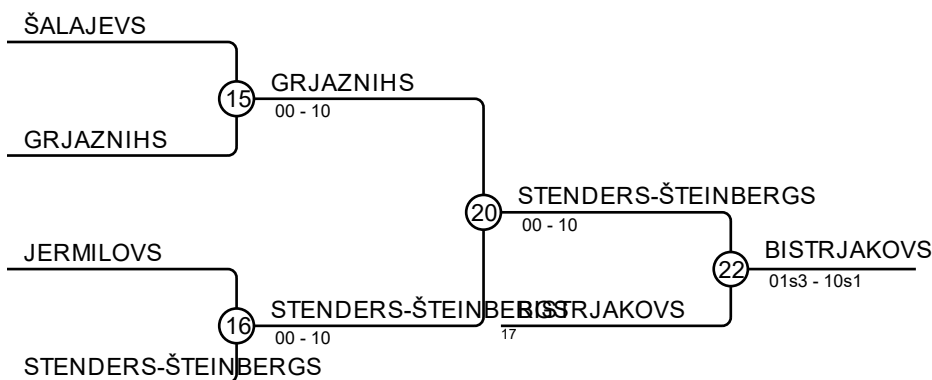 ŠALAJEVS
15
GRJAZNIHS
00 - 10
GRJAZNIHS
20
STENDERS-ŠTEINBERGS
00 - 10
JERMILOVS
22
BISTRJAKOVS
01s3 - 10s1
16
STENDERS-ŠTEINBERGS
00 - 10
BISTRJAKOVS
17
STENDERS-ŠTEINBERGS